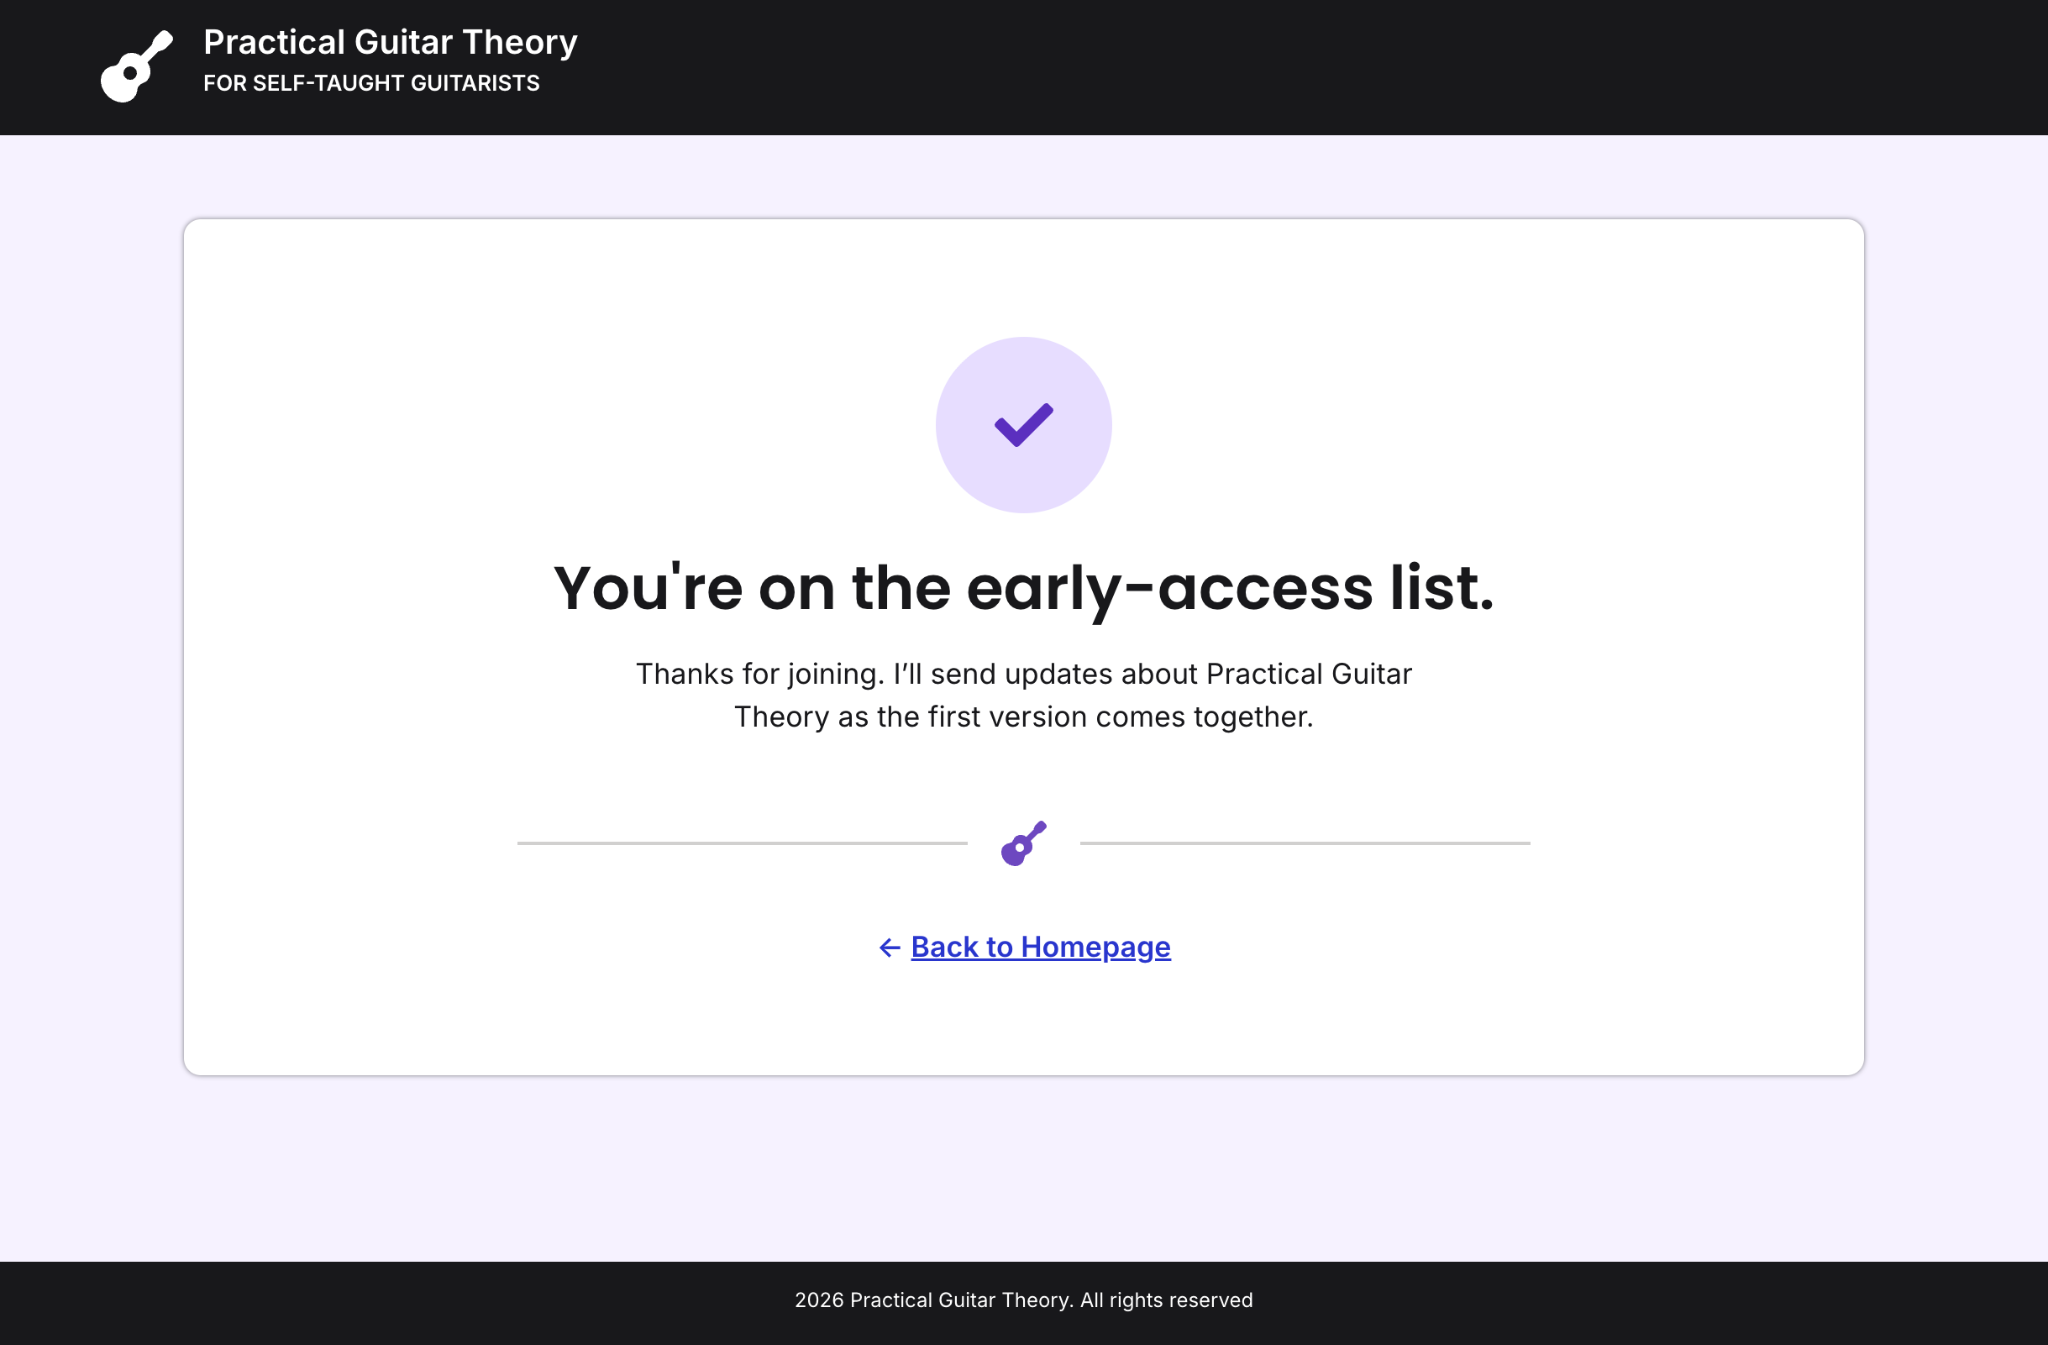 Practical Guitar Theory
FOR SELF-TAUGHT GUITARISTS
You're on the early-access list.
Thanks for joining. I’ll send updates about Practical Guitar
Theory as the first version comes together.
← Back to Homepage
2026 Practical Guitar Theory. All rights reserved